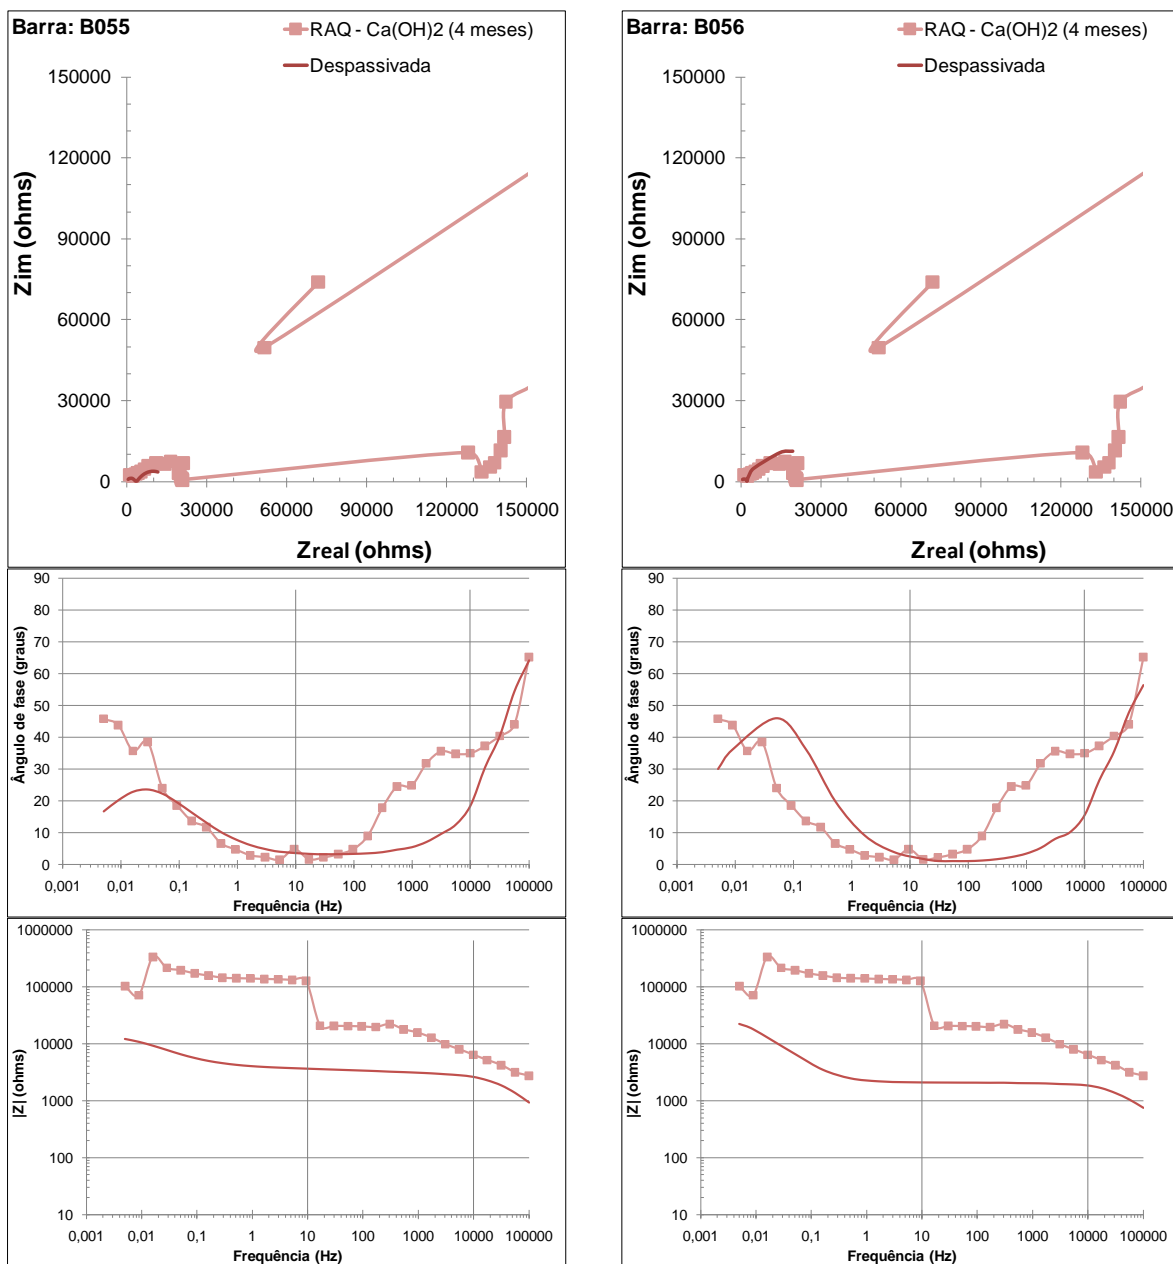 Barra: B055
RAQ - Ca(OH)2 (4 meses)
Despassivada
150000
120000
90000
60000
30000
0
Zim (ohms)
0 30000 60000 90000 120000 150000
Zreal (ohms)
90
80
70
60
50
40
30
20
10
0
Ângulo de fase (graus)
0,001 0,01 0,1 1 10 100 1000 10000 100000
Frequência (Hz)
1000000
100000
10000
1000
100
10
|Z| (ohms)
0,001 0,01 0,1 1 10 100 1000 10000 100000
Frequência (Hz)
Barra: B056
RAQ - Ca(OH)2 (4 meses)
Despassivada
150000
120000
90000
60000
30000
0
Zim (ohms)
0 30000 60000 90000 120000 150000
Zreal (ohms)
90
80
70
60
50
40
30
20
10
0
Ângulo de fase (graus)
0,001 0,01 0,1 1 10 100 1000 10000 100000
Frequência (Hz)
1000000
100000
10000
1000
100
10
|Z| (ohms)
0,001 0,01 0,1 1 10 100 1000 10000 100000
Frequência (Hz)